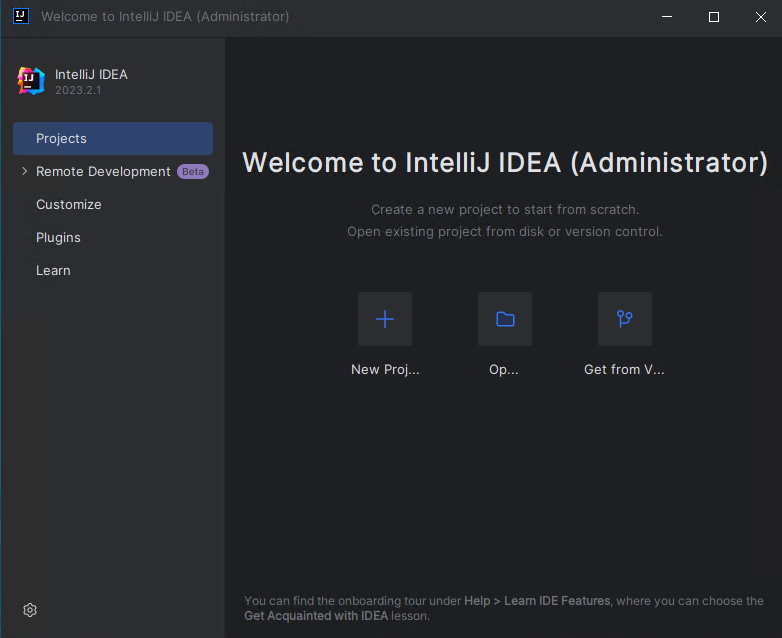 Welcome to IntelliJ IDEA (Administrator)
IntelliJ IDEA
2023.2.1
Projects
Remote Development Beta
Customize
Plugins
Learn
Welcome to IntelliJ IDEA (Administrator)
Create a new project to start from scratch.
Open existing project from disk or version control.
New Proj... Op... Get from V...
You can find the onboarding tour under Help > Learn IDE Features, where you can choose the
Get Acquainted with IDEA lesson.